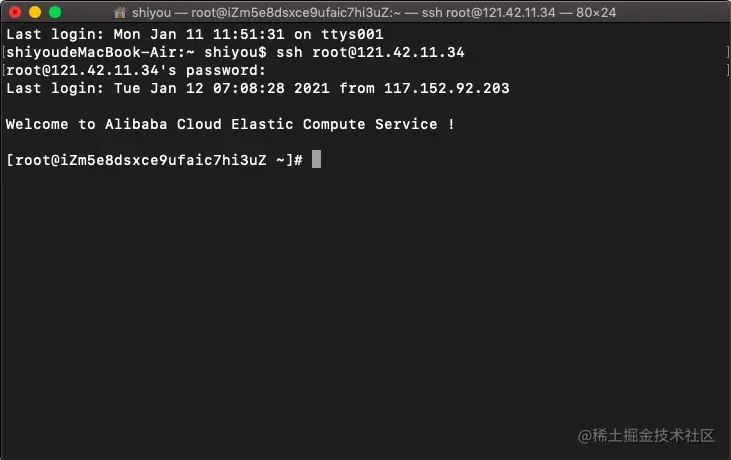 shiyou — root@iZm5e8dsxce9ufaic7hi3uZ:~ — ssh root@121.42.11.34 — 80×24
Last login: Mon Jan 11 11:51:31 on ttys001
[shiyoudeMacBook-Air:~ shiyou$ ssh root@121.42.11.34 ]
[root@121.42.11.34's password: ]
Last login: Tue Jan 12 07:08:28 2021 from 117.152.92.203
Welcome to Alibaba Cloud Elastic Compute Service !
[root@iZm5e8dsxce9ufaic7hi3uZ ~]#
@稀土掘金技术社区